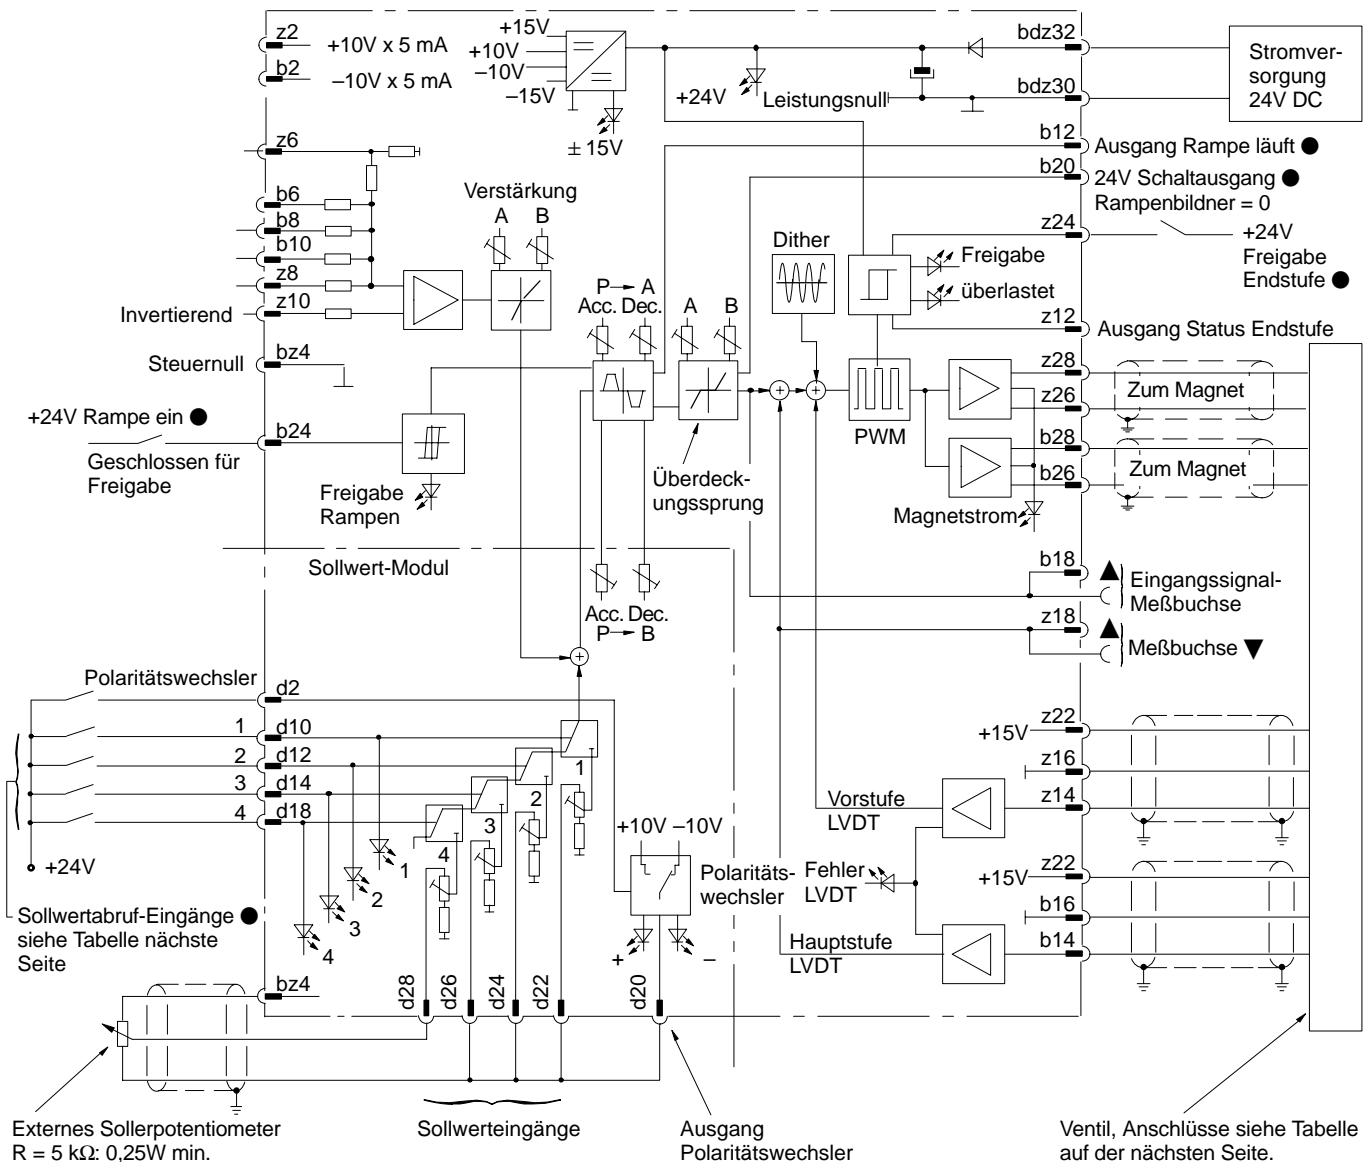 z2
+10V x 5 mA
b2
−10V x 5 mA
+15V
+10V
−10V
−15V
± 15V
+24V
Leistungsnull
bdz32
bdz30
Stromver-
sorgung
24V DC
z6
b6
b8
b10
z8
z10
Invertierend
Steuernull
bz4
Verstärkung
A B
b12
Ausgang Rampe läuft ●
b20
24V Schaltausgang ●
Rampenbildner = 0
z24
+24V
Freigabe
Endstufe ●
Dither
Freigabe
überlastet
z12
Ausgang Status Endstufe
P → A
Acc. Dec.
A B
z28
Zum Magnet
z26
PWM
b28
Zum Magnet
b26
Magnetstrom
+24V Rampe ein ●
b24
Geschlossen für
Freigabe
Freigabe
Rampen
Überdeck-
ungssprung
Sollwert-Modul
Acc. Dec.
P → B
b18
▲
Eingangssignal-
Meßbuchse
z18
▲
Meßbuchse ▼
Polaritätswechsler
d2
1 d10
2 d12
3 d14
4 d18
+24V
Sollwertabruf-Eingänge ●
siehe Tabelle nächste
Seite
1
2
3
4
1
2
3
4
+10V −10V
Polaritäts-
wechsler
+ −
z22
+15V
z16
z14
Vorstufe
LVDT
Fehler
LVDT
z22
+15V
b16
b14
Hauptstufe
LVDT
bz4
d28
d26
d24
d22
d20
Externes Sollerpotentiometer
R = 5 kΩ: 0,25W min.
Sollwerteingänge
Ausgang
Polaritätswechsler
Ventil, Anschlüsse siehe Tabelle
auf der nächsten Seite.